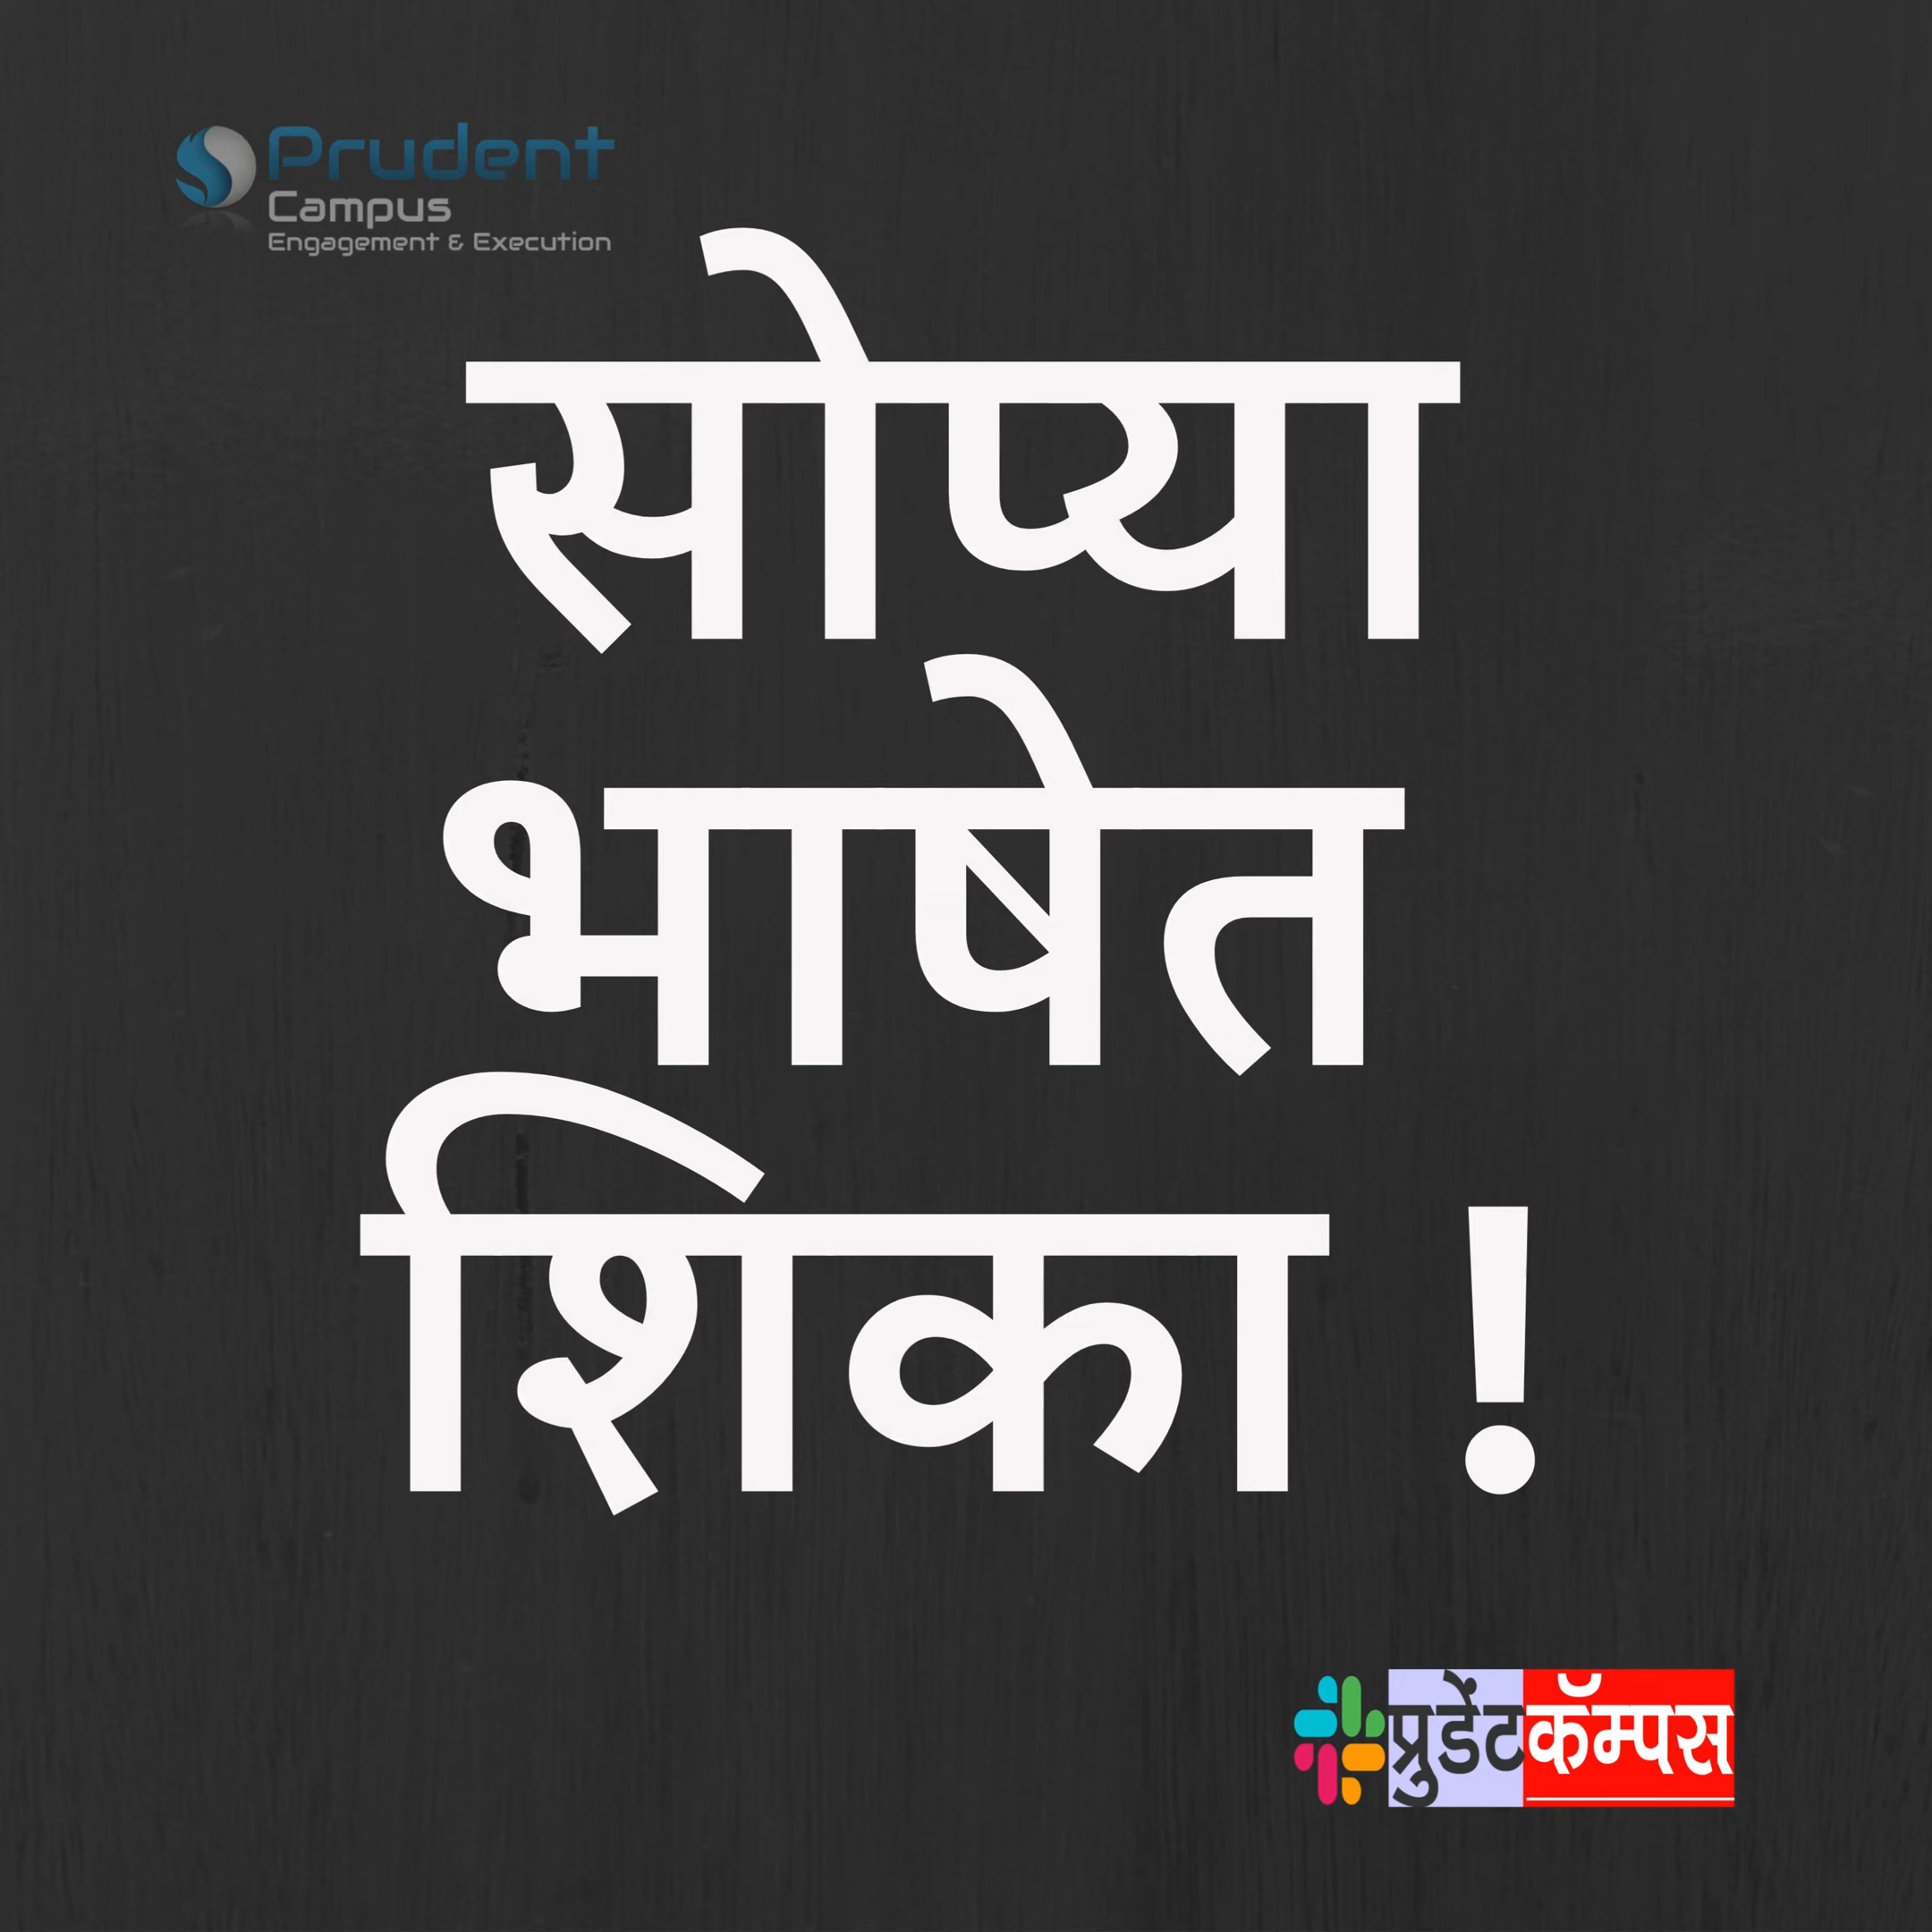 Prudent
Campus
Engagement & Execution
सोप्या
भाषेत
शिका !
प्रुडेंटकॅम्पस